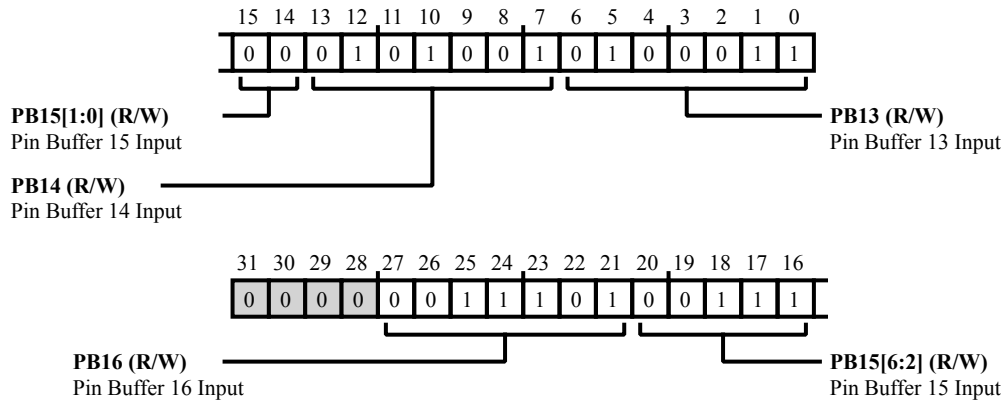 15 14 13 12 11 10 9 8 7 6 5 4 3 2 1 0
0 0 0 1 0 1 0 0 1 0 1 0 0 0 1 1
PB15[1:0] (R/W)
Pin Buffer 15 Input
PB13 (R/W)
Pin Buffer 13 Input
PB14 (R/W)
Pin Buffer 14 Input
31 30 29 28 27 26 25 24 23 22 21 20 19 18 17 16
0 0 0 0 0 0 1 1 1 0 1 0 0 1 1 1
PB16 (R/W)
Pin Buffer 16 Input
PB15[6:2] (R/W)
Pin Buffer 15 Input